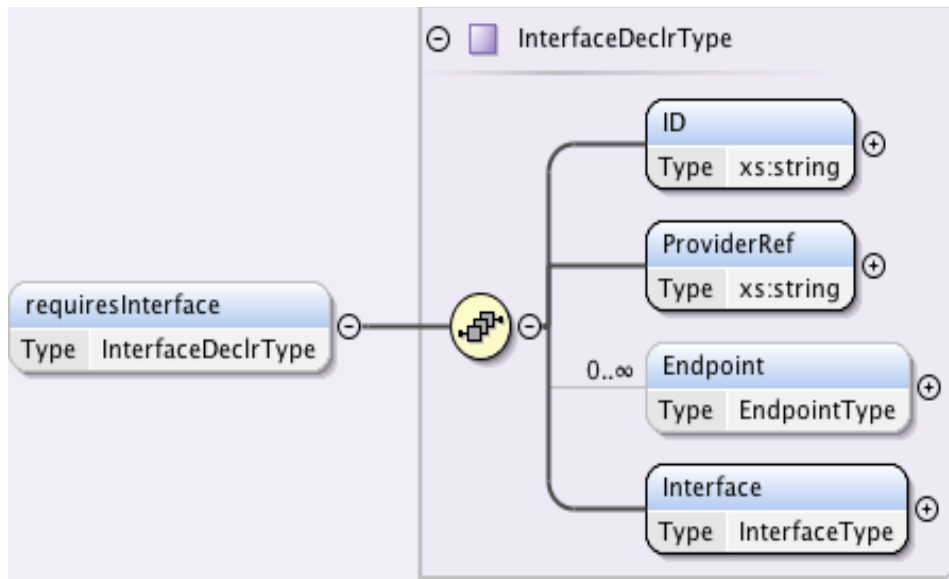 InterfaceDeclrType
ID
Type xs:string
ProviderRef
Type xs:string
requiresInterface
Type InterfaceDeclrType
0..∞
Endpoint
Type EndpointType
Interface
Type InterfaceType